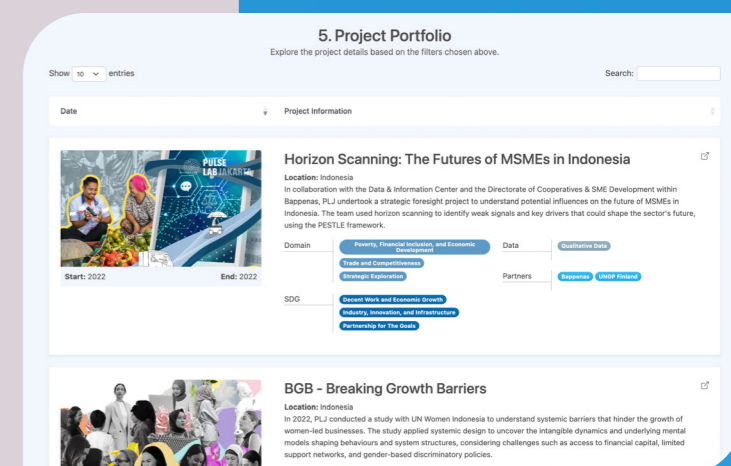 5. Project Portfolio
Explore the project details based on the filters chosen above.
Show 10 entries
Search:
Date
Project Information
PULSE
LAB JAKARTA
Start: 2022
End: 2022
Horizon Scanning: The Futures of MSMEs in Indonesia
Location: Indonesia
In collaboration with the Data & Information Center and the Directorate of Cooperatives & SME Development within
Bappenas, PLJ undertook a strategic foresight project to understand potential influences on the future of MSMEs in
Indonesia. The team used horizon scanning to identify weak signals and key drivers that could shape the sector's future,
using the PESTLE framework.
Domain
Poverty, Financial Inclusion, and Economic
Development
Trade and Competitiveness
Strategic Exploration
Data
Qualitative Data
Partners
Bappenas
UNGP Finland
SDG
Decent Work and Economic Growth
Industry, Innovation, and Infrastructure
Partnership for The Goals
BGB - Breaking Growth Barriers
Location: Indonesia
In 2022, PLJ conducted a study with UN Women Indonesia to understand systemic barriers that hinder the growth of
women-led businesses. The study applied systemic design to uncover the intangible dynamics and underlying mental
models shaping behaviours and system structures, considering challenges such as access to financial capital, limited
support networks, and gender-based discriminatory policies.